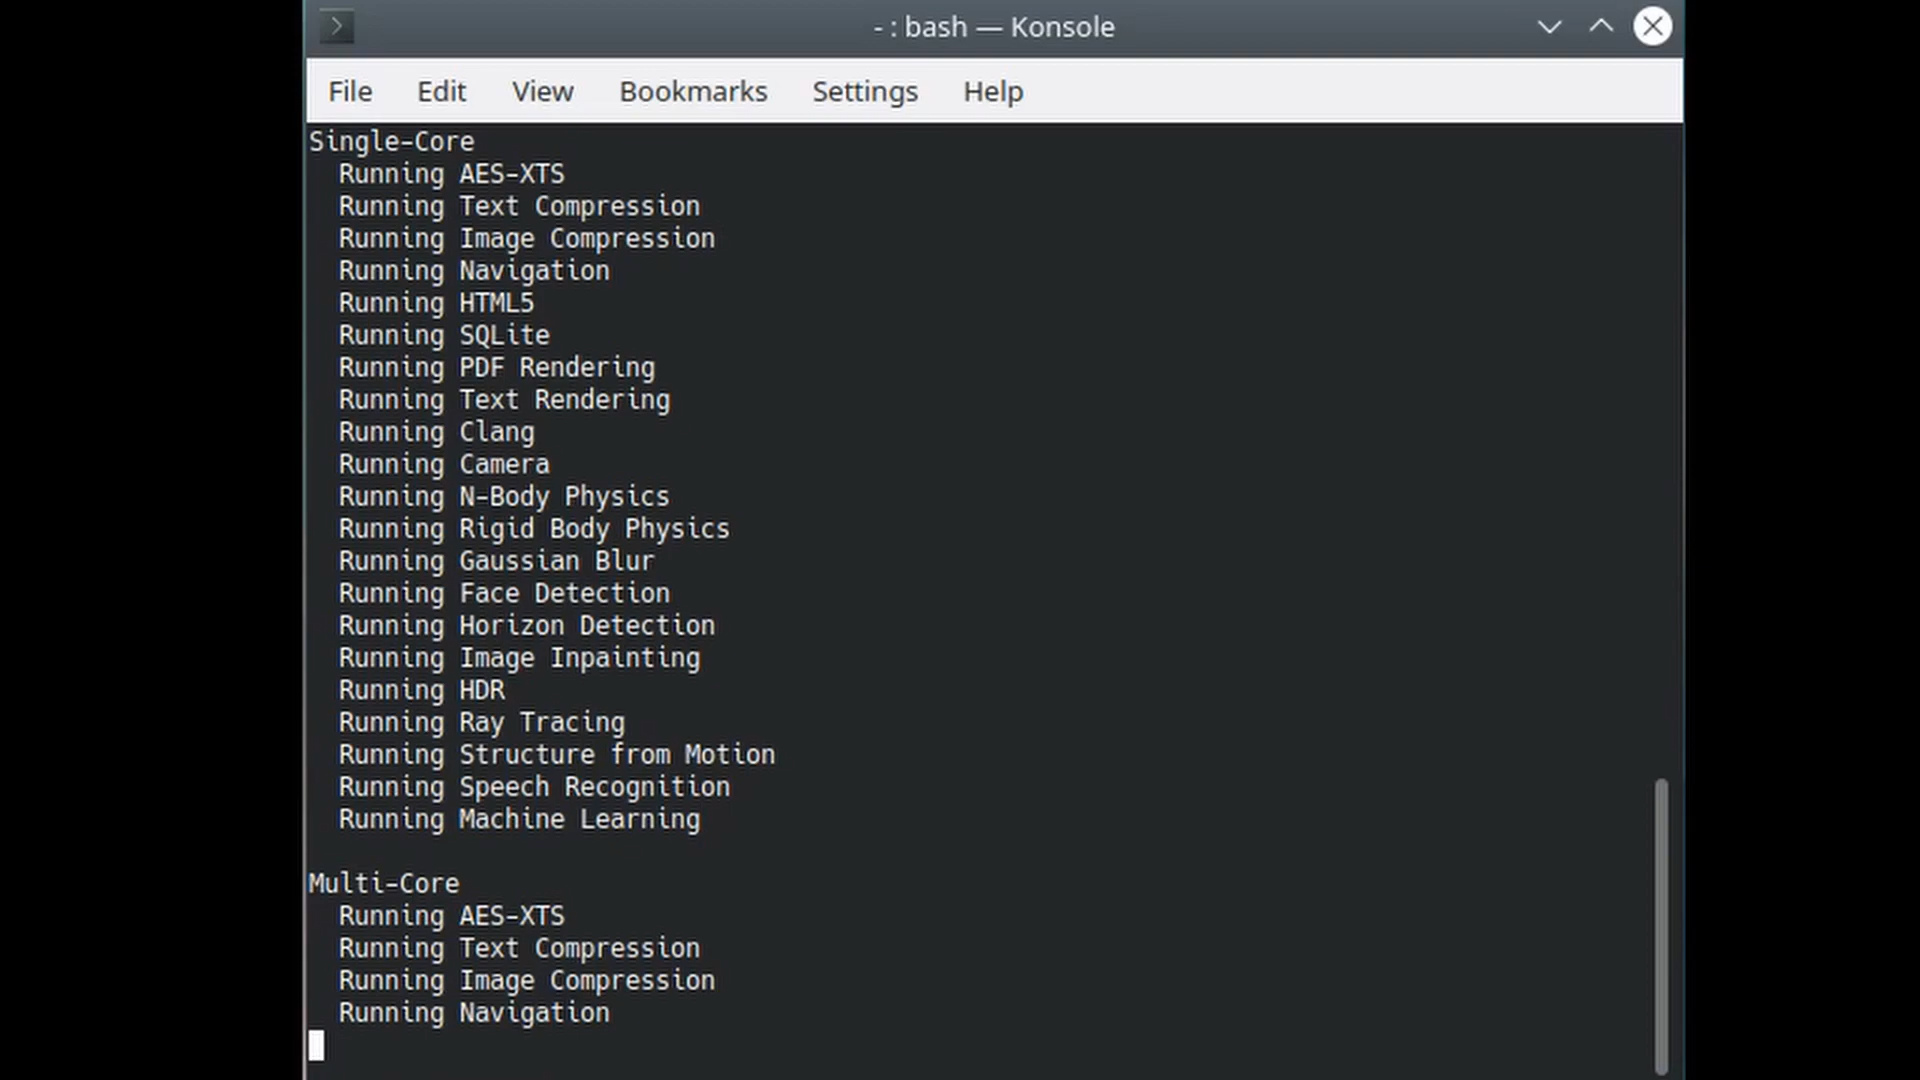 - : bash — Konsole
File Edit View Bookmarks Settings Help
Single-Core
Running AES-XTS
Running Text Compression
Running Image Compression
Running Navigation
Running HTML5
Running SQLite
Running PDF Rendering
Running Text Rendering
Running Clang
Running Camera
Running N-Body Physics
Running Rigid Body Physics
Running Gaussian Blur
Running Face Detection
Running Horizon Detection
Running Image Inpainting
Running HDR
Running Ray Tracing
Running Structure from Motion
Running Speech Recognition
Running Machine Learning
Multi-Core
Running AES-XTS
Running Text Compression
Running Image Compression
Running Navigation